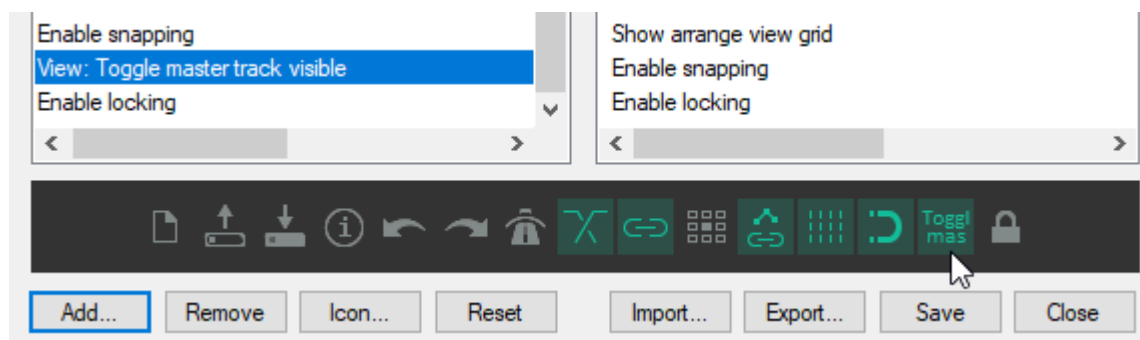 Enable snapping
View: Toggle master track visible
Enable locking
Show arrange view grid
Enable snapping
Enable locking
Toggl
mas
Add... Remove Icon... Reset Import... Export... Save Close